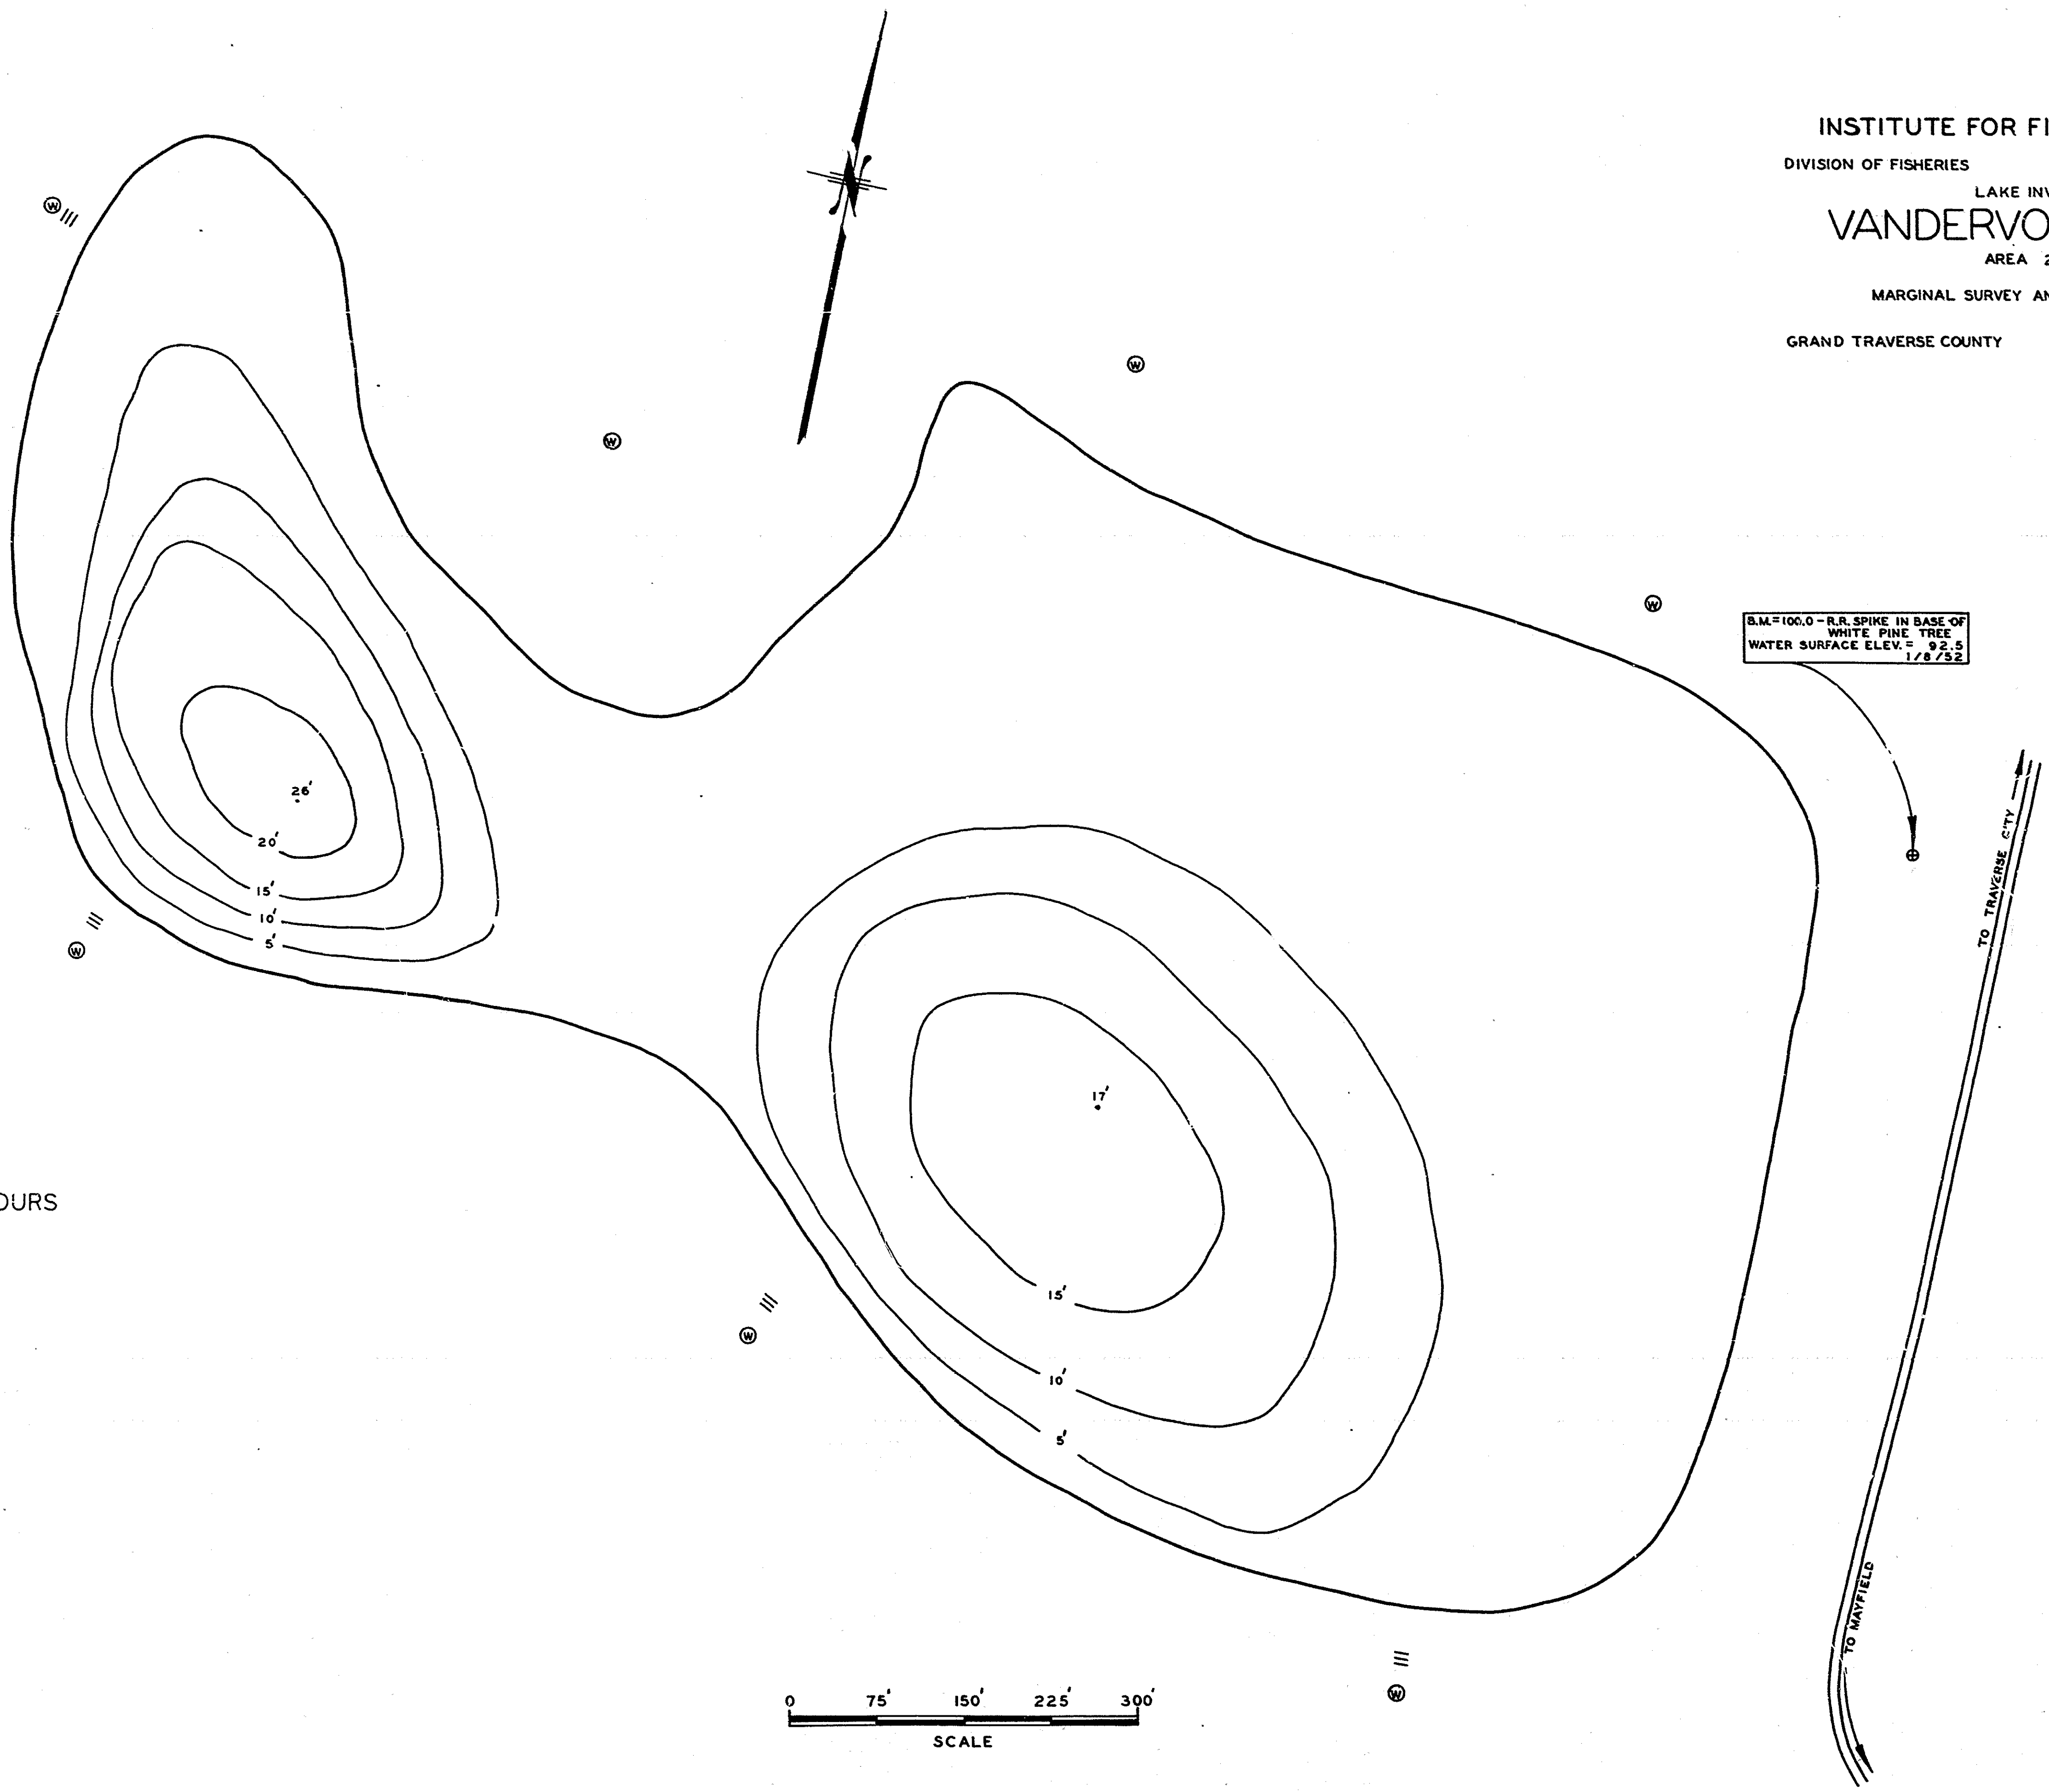 INSTITUTE FOR FI
DIVISION OF FISHERIES
LAKE INV
VANDERVO
AREA 2
MARGINAL SURVEY AN
GRAND TRAVERSE COUNTY
W
W
W
W
B.M.=100.0-R.R. SPIKE IN BASE OF
WHITE PINE TREE
WATER SURFACE ELEV.= 92.5
1/8/52
26'
20'
15'
10'
5'
W
TO TRAVERSE CITY
17'
15'
10'
5'
OURS
W
TO MAYFIELD
W
0 75' 150' 225' 300'
SCALE